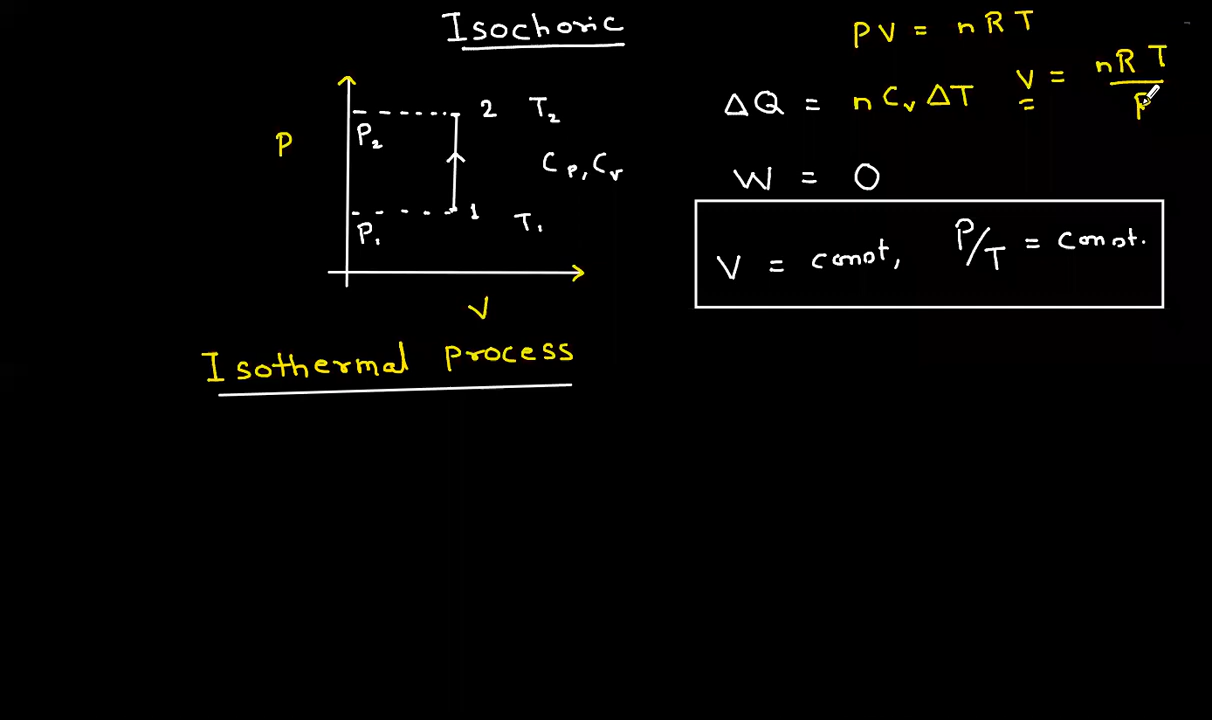 Isochoric
PV = nRT
ΔQ = nCᵥΔT
V = nRT/P
W = 0
V = const, P/T = const.
P
P₂
2 T₂
Cₚ, Cᵥ
P₁
1 T₁
V
Isothermal process